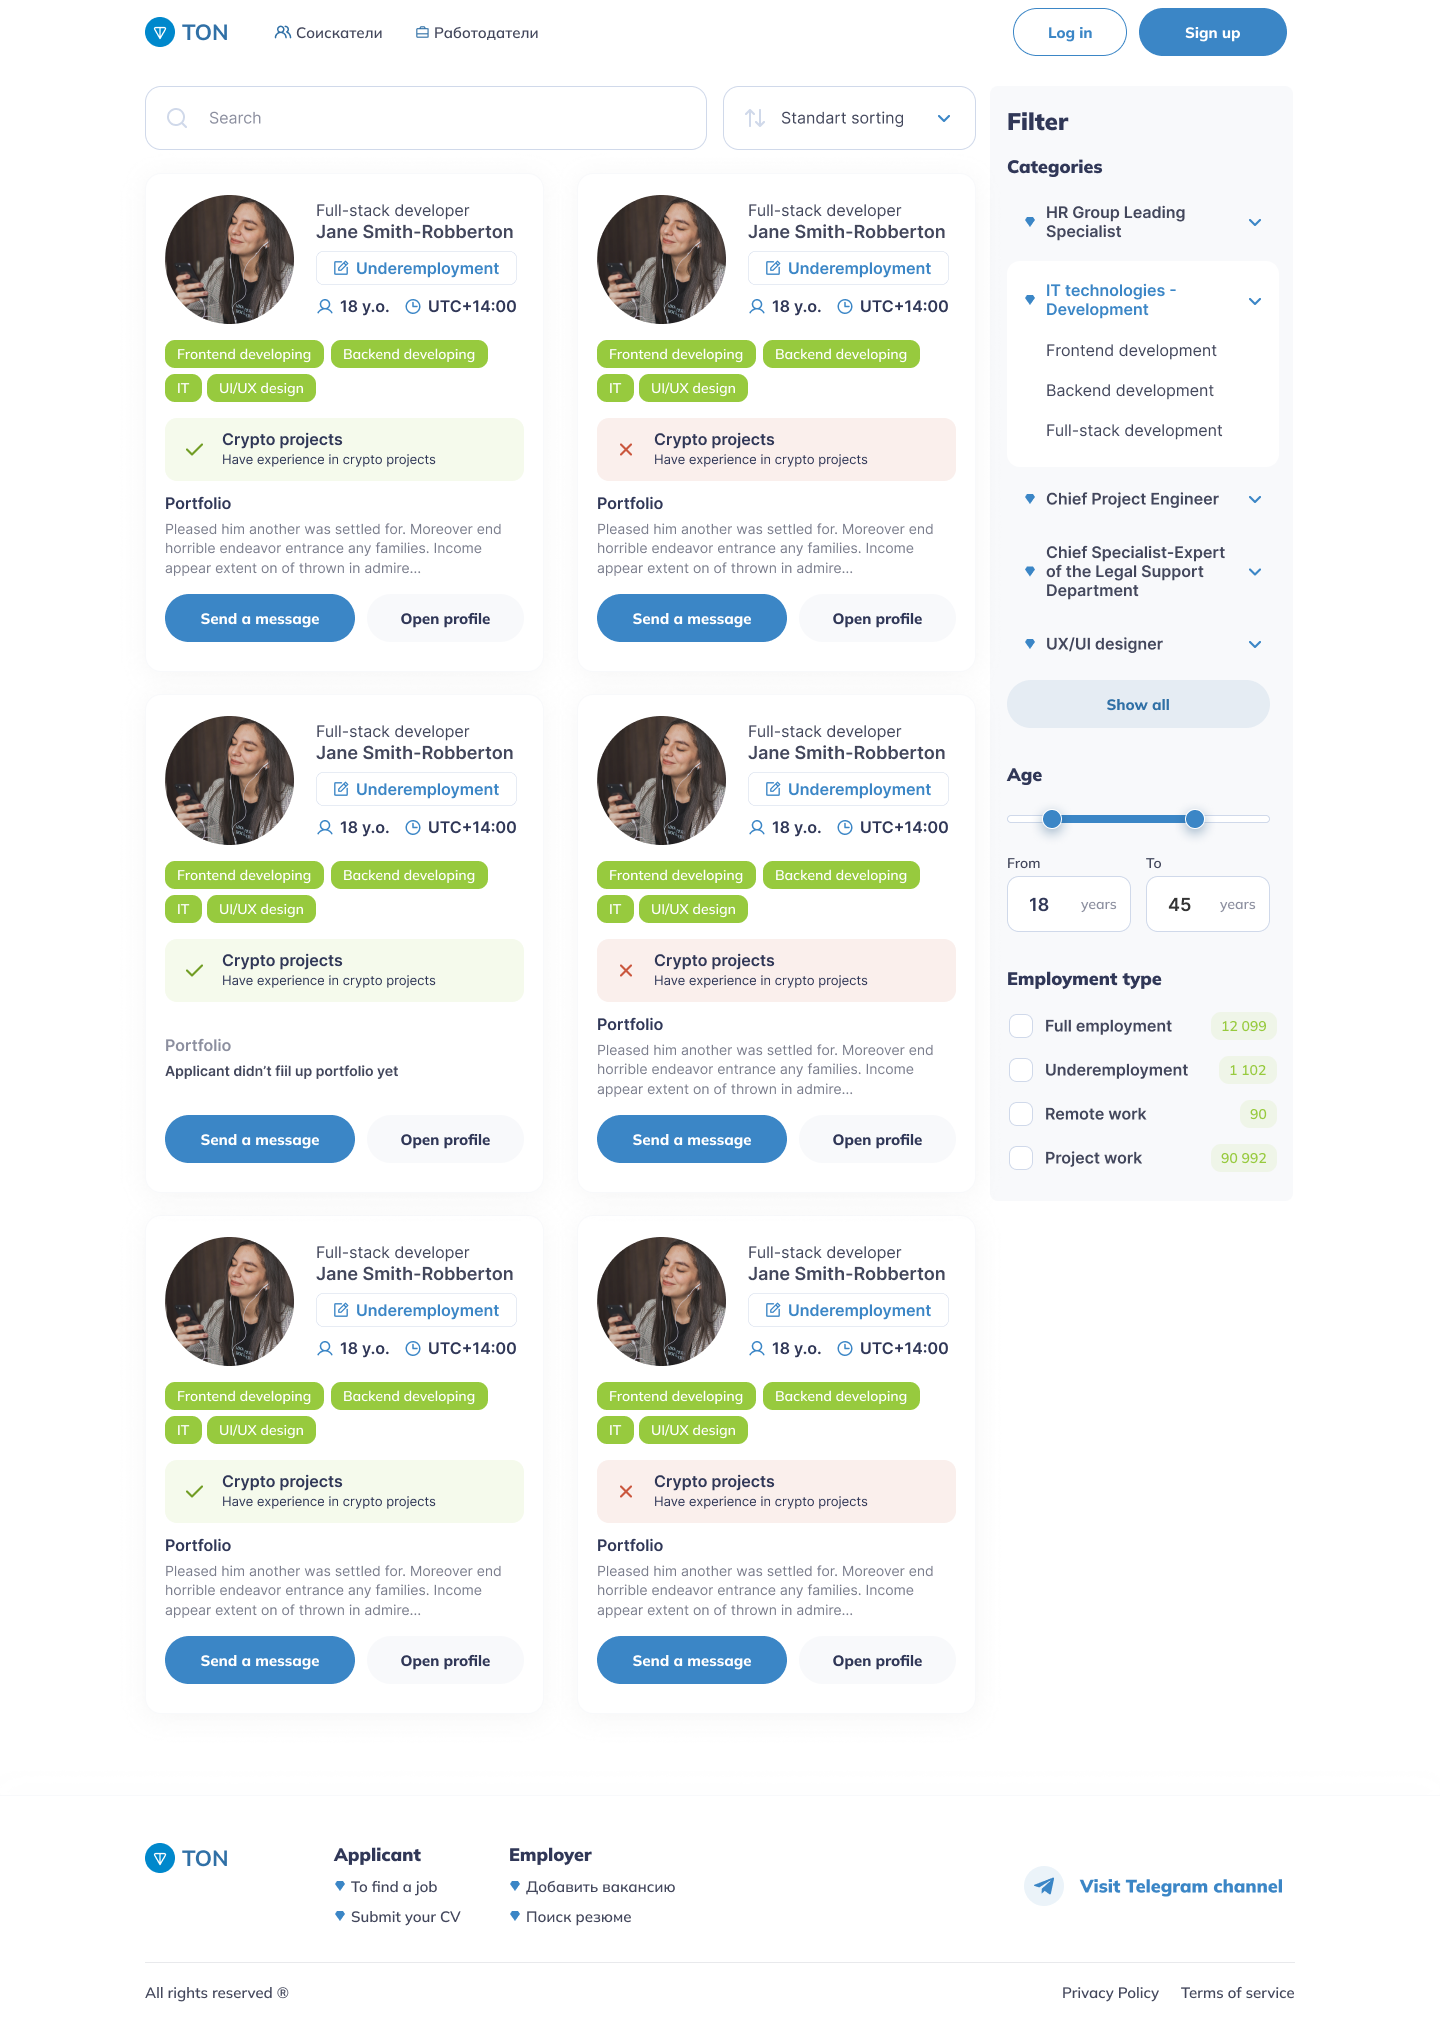 TON
Соискатели
Работодатели
Log in
Sign up
Search
Standart sorting
Full-stack developer
Jane Smith-Robberton
Underemployment
18 y.o. UTC+14:00
Frontend developing Backend developing
IT UI/UX design
Crypto projects
Have experience in crypto projects
Portfolio
Pleased him another was settled for. Moreover end
horrible endeavor entrance any families. Income
appear extent on of thrown in admire...
Send a message Open profile
Full-stack developer
Jane Smith-Robberton
Underemployment
18 y.o. UTC+14:00
Frontend developing Backend developing
IT UI/UX design
Crypto projects
Have experience in crypto projects
Portfolio
Pleased him another was settled for. Moreover end
horrible endeavor entrance any families. Income
appear extent on of thrown in admire...
Send a message Open profile
Full-stack developer
Jane Smith-Robberton
Underemployment
18 y.o. UTC+14:00
Frontend developing Backend developing
IT UI/UX design
Crypto projects
Have experience in crypto projects
Portfolio
Applicant didn't fiil up portfolio yet
Send a message Open profile
Full-stack developer
Jane Smith-Robberton
Underemployment
18 y.o. UTC+14:00
Frontend developing Backend developing
IT UI/UX design
Crypto projects
Have experience in crypto projects
Portfolio
Pleased him another was settled for. Moreover end
horrible endeavor entrance any families. Income
appear extent on of thrown in admire...
Send a message Open profile
Full-stack developer
Jane Smith-Robberton
Underemployment
18 y.o. UTC+14:00
Frontend developing Backend developing
IT UI/UX design
Crypto projects
Have experience in crypto projects
Portfolio
Pleased him another was settled for. Moreover end
horrible endeavor entrance any families. Income
appear extent on of thrown in admire...
Send a message Open profile
Full-stack developer
Jane Smith-Robberton
Underemployment
18 y.o. UTC+14:00
Frontend developing Backend developing
IT UI/UX design
Crypto projects
Have experience in crypto projects
Portfolio
Pleased him another was settled for. Moreover end
horrible endeavor entrance any families. Income
appear extent on of thrown in admire...
Send a message Open profile
Filter
Categories
HR Group Leading
Specialist
IT technologies -
Development
Frontend development
Backend development
Full-stack development
Chief Project Engineer
Chief Specialist-Expert
of the Legal Support
Department
UX/UI designer
Show all
Age
From To
18 years 45 years
Employment type
Full employment 12 099
Underemployment 1 102
Remote work 90
Project work 90 992
TON
Applicant
To find a job
Submit your CV
Employer
Добавить вакансию
Поиск резюме
Visit Telegram channel
All rights reserved ®
Privacy Policy Terms of service